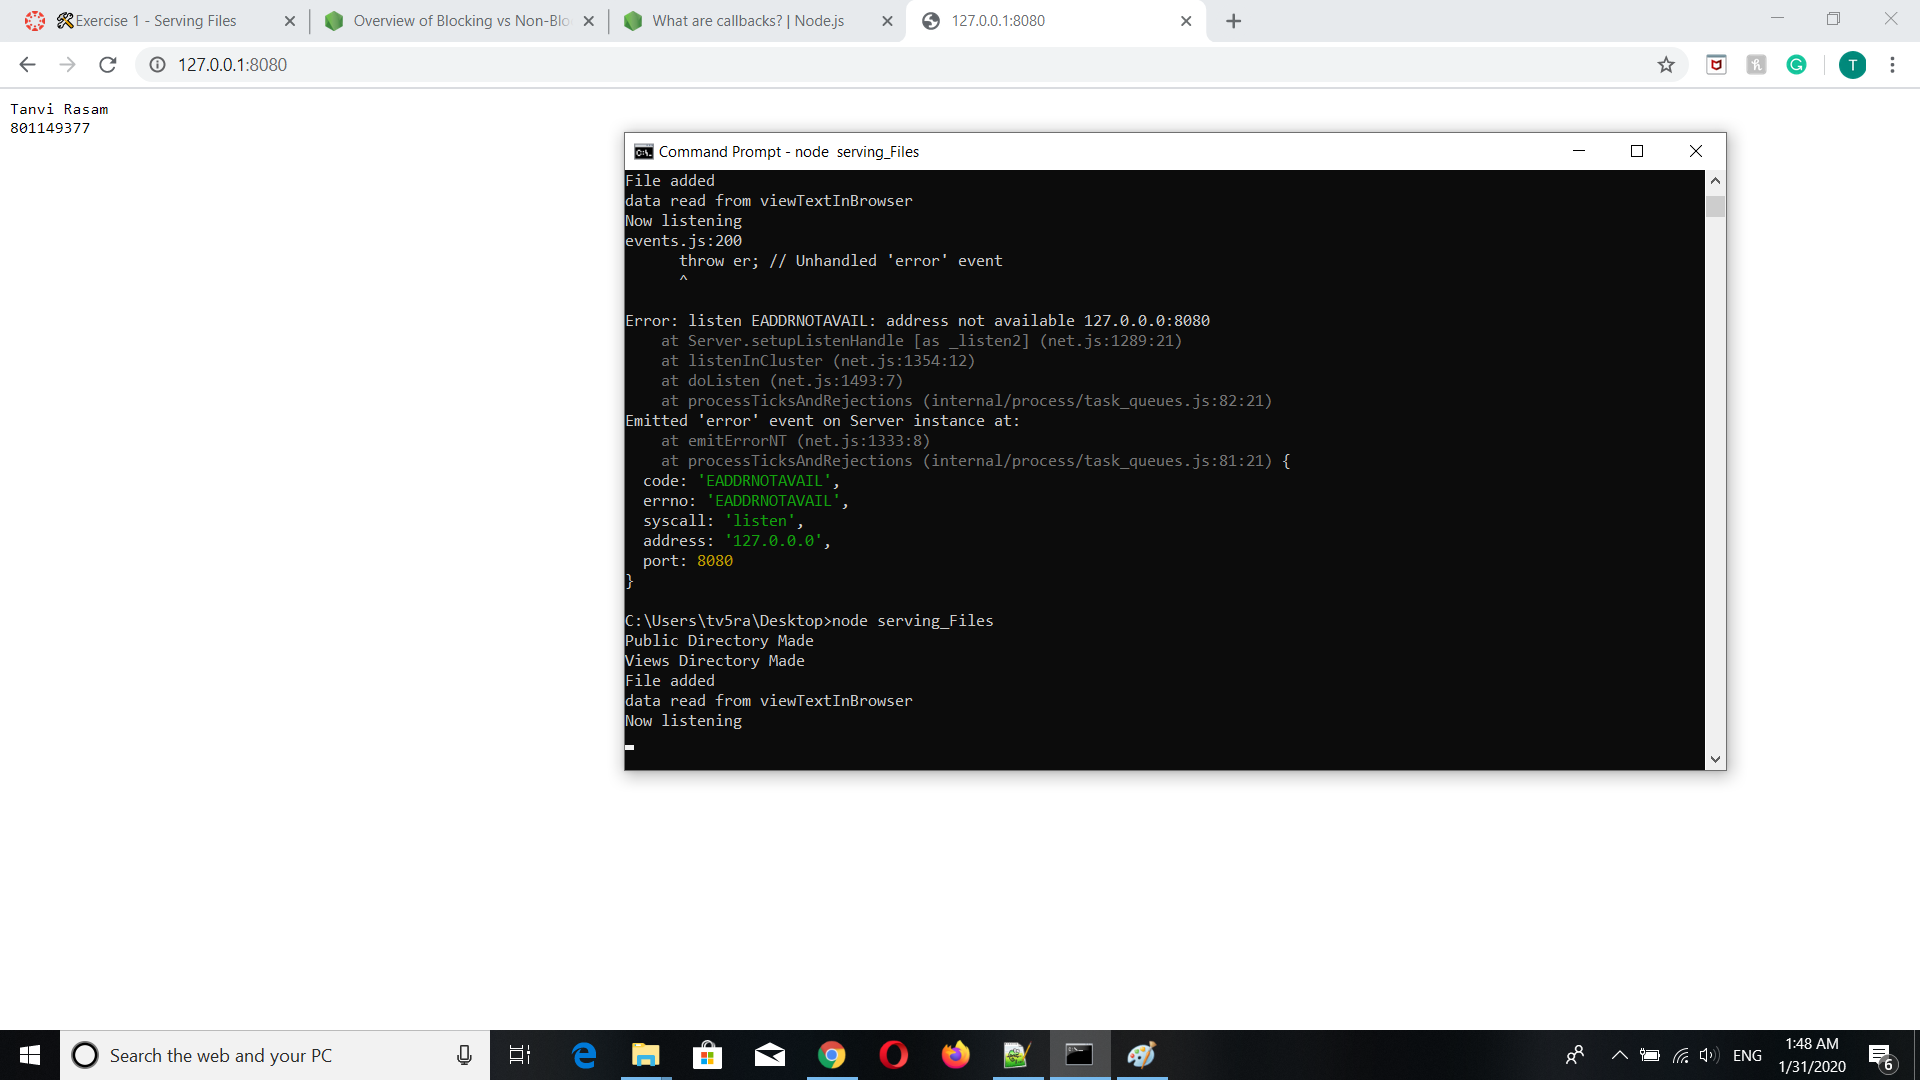 🛠Exercise 1 - Serving Files
Overview of Blocking vs Non-Blo
What are callbacks? | Node.js
127.0.0.1:8080
127.0.0.1:8080
T
Tanvi Rasam
801149377
Command Prompt - node  serving_Files
File added
data read from viewTextInBrowser
Now listening
events.js:200
      throw er; // Unhandled 'error' event
      ^
Error: listen EADDRNOTAVAIL: address not available 127.0.0.0:8080
    at Server.setupListenHandle [as _listen2] (net.js:1289:21)
    at listenInCluster (net.js:1354:12)
    at doListen (net.js:1493:7)
    at processTicksAndRejections (internal/process/task_queues.js:82:21)
Emitted 'error' event on Server instance at:
    at emitErrorNT (net.js:1333:8)
    at processTicksAndRejections (internal/process/task_queues.js:81:21) {
  code: 'EADDRNOTAVAIL',
  errno: 'EADDRNOTAVAIL',
  syscall: 'listen',
  address: '127.0.0.0',
  port: 8080
}
C:\Users\tv5ra\Desktop>node serving_Files
Public Directory Made
Views Directory Made
File added
data read from viewTextInBrowser
Now listening
Search the web and your PC
ENG
1:48 AM
1/31/2020
6